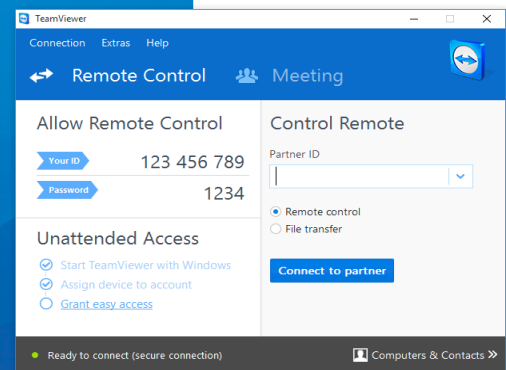 TeamViewer
Connection Extras Help
Remote Control Meeting
Allow Remote Control
Your ID 123 456 789
Password 1234
Unattended Access
Start TeamViewer with Windows
Assign device to account
Grant easy access
Control Remote
Partner ID
Remote control
File transfer
Connect to partner
Ready to connect (secure connection)
Computers & Contacts